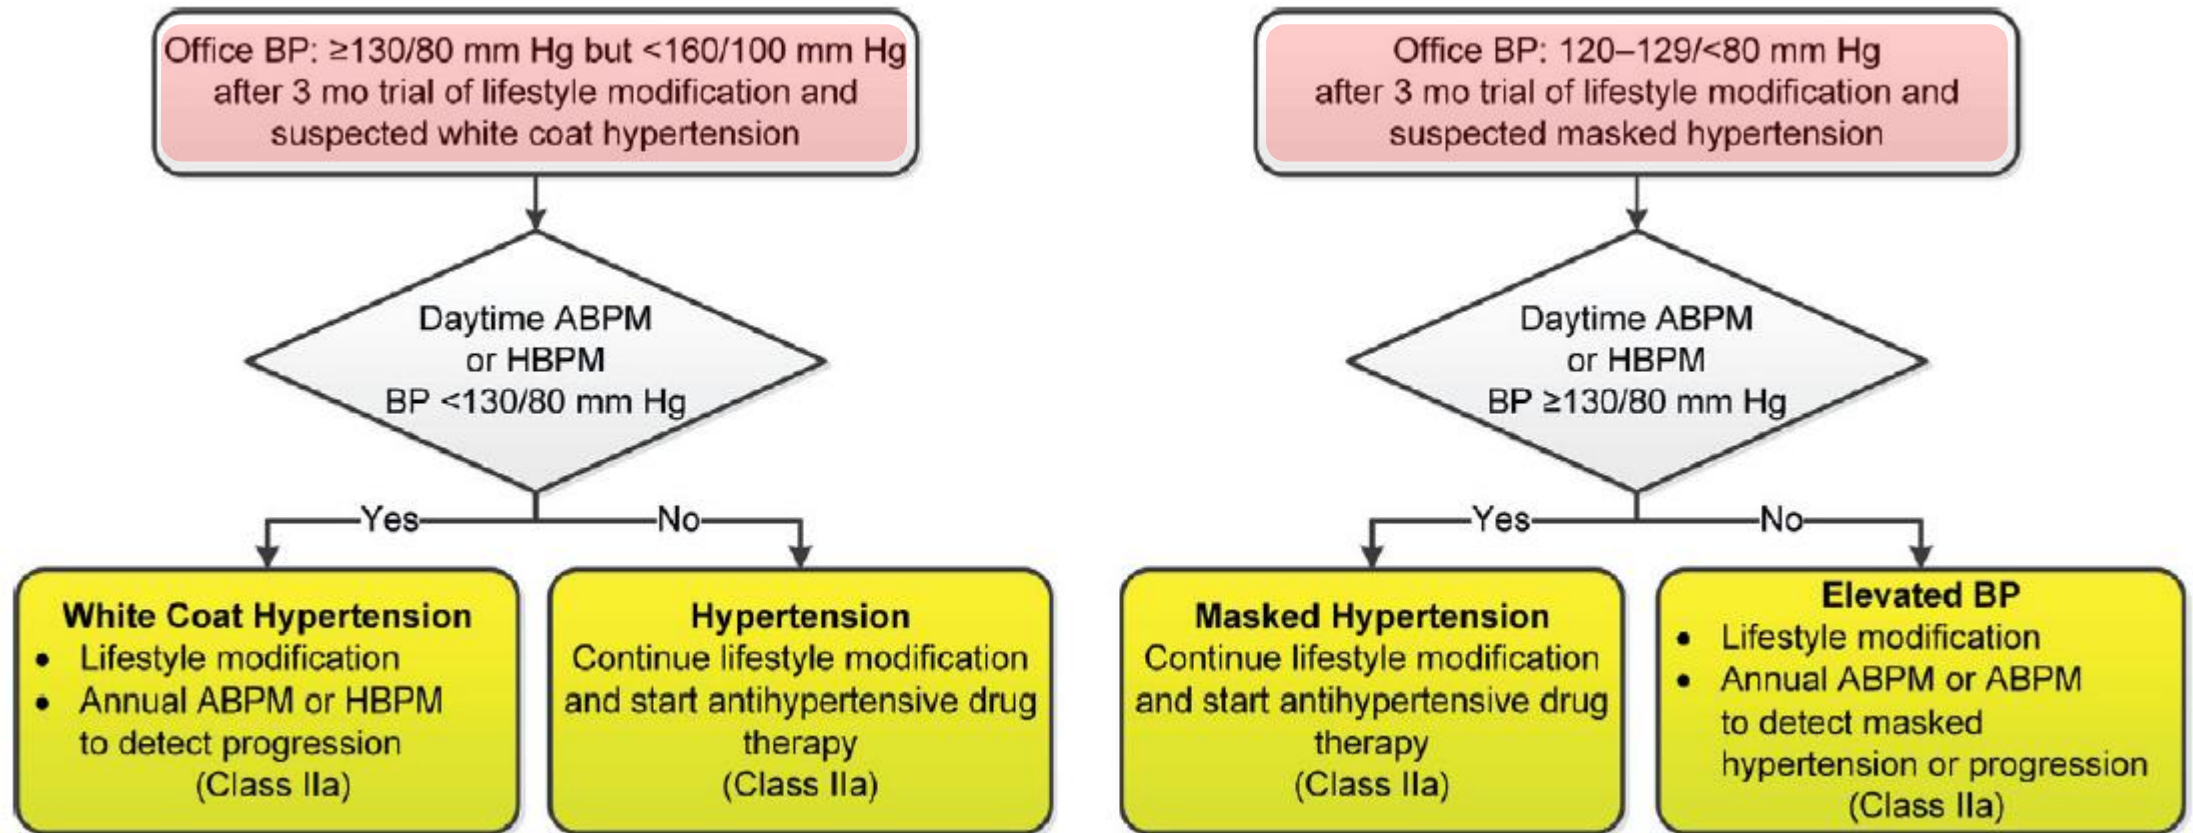 Office BP: ≥130/80 mm Hg but <160/100 mm Hg
after 3 mo trial of lifestyle modification and
suspected white coat hypertension
Daytime ABPM
or HBPM
BP <130/80 mm Hg
Yes
No
White Coat Hypertension
• Lifestyle modification
• Annual ABPM or HBPM
to detect progression
(Class IIa)
Hypertension
Continue lifestyle modification
and start antihypertensive drug
therapy
(Class IIa)
Office BP: 120–129/<80 mm Hg
after 3 mo trial of lifestyle modification and
suspected masked hypertension
Daytime ABPM
or HBPM
BP ≥130/80 mm Hg
Yes
No
Masked Hypertension
Continue lifestyle modification
and start antihypertensive drug
therapy
(Class IIa)
Elevated BP
• Lifestyle modification
• Annual ABPM or ABPM
to detect masked
hypertension or progression
(Class IIa)